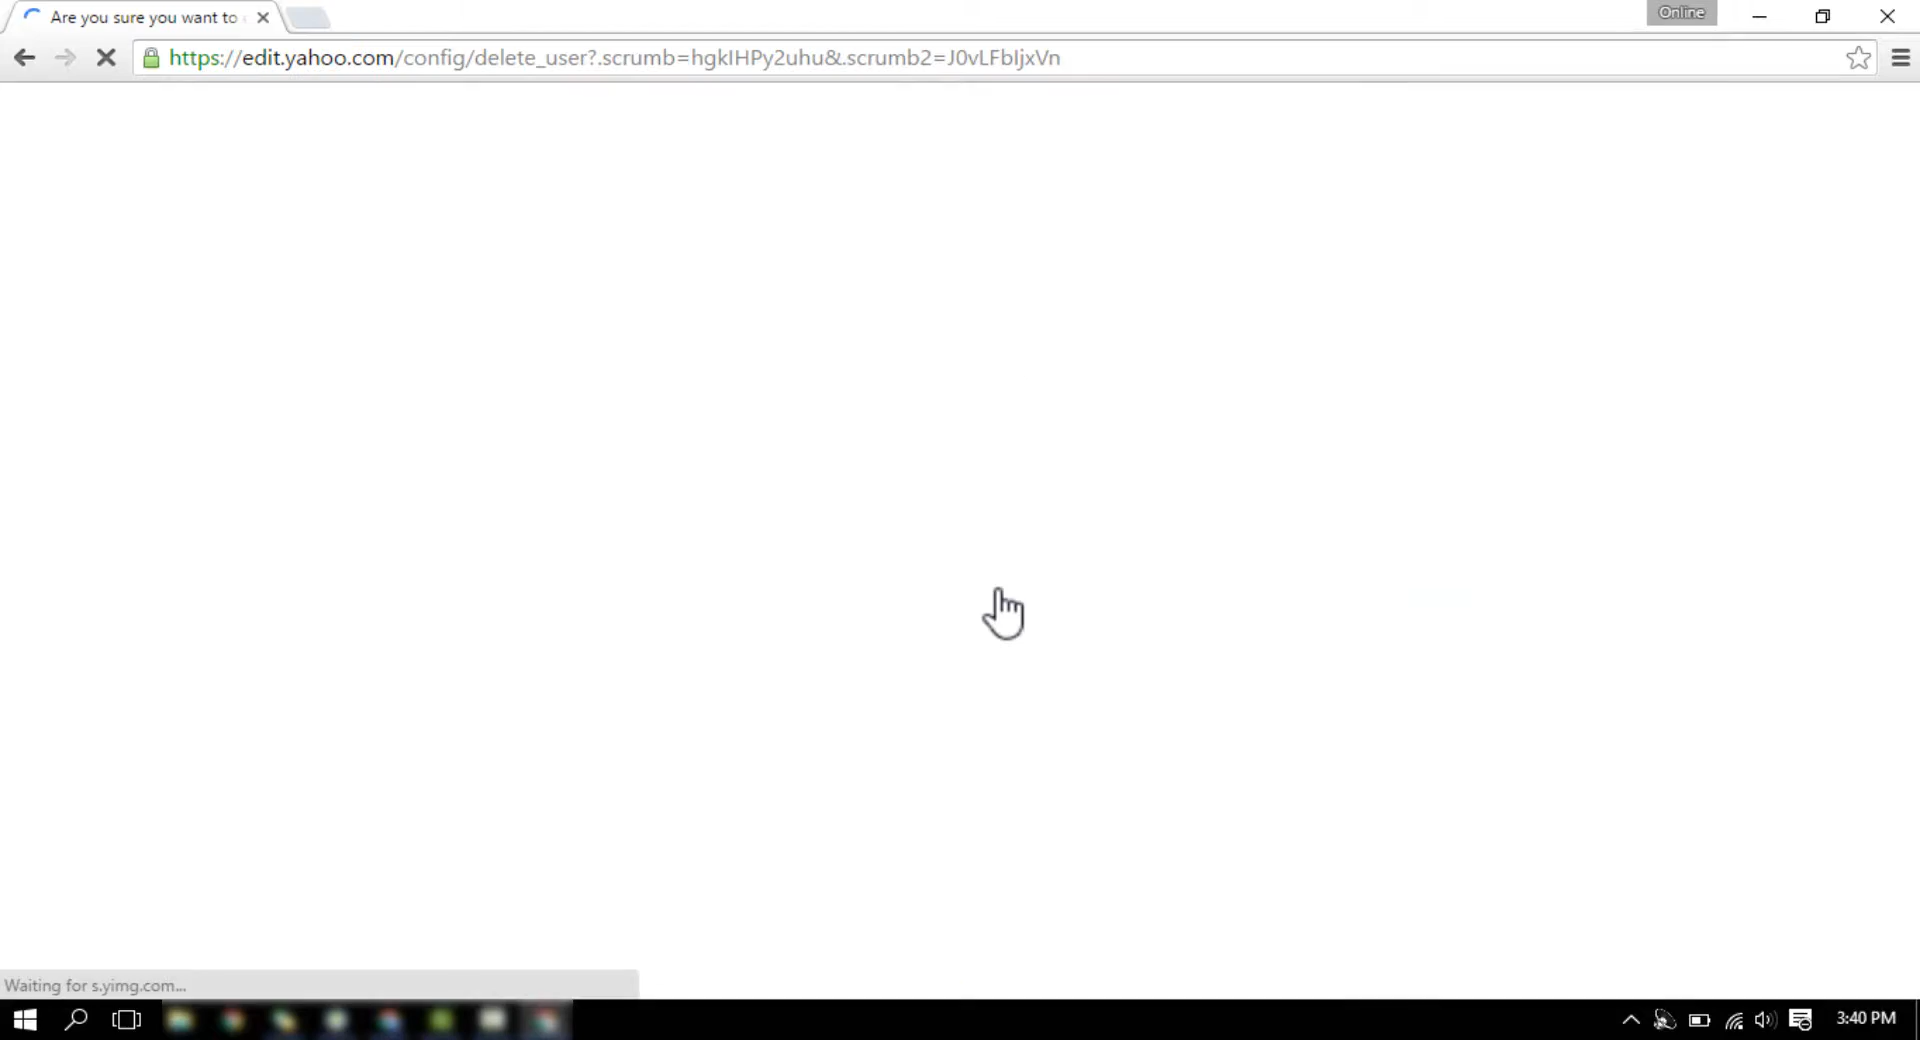 Are you sure you want to
Online
https://edit.yahoo.com/config/delete_user?.scrumb=hgkIHPy2uhu&.scrumb2=J0vLFbIjxVn
Waiting for s.yimg.com...
3:40 PM